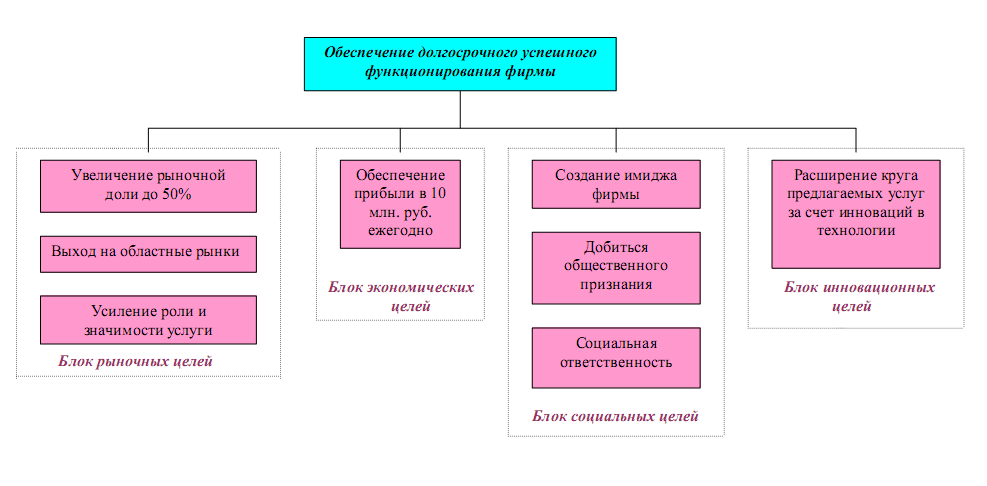 Обеспечение долгосрочного успешного
функционирования фирмы
Увеличение рыночной
доли до 50%
Выход на областные рынки
Усиление роли и
значимости услуги
Блок рыночных целей
Обеспечение
прибыли в 10
млн. руб.
ежегодно
Блок экономических
целей
Создание имиджа
фирмы
Добиться
общественного
признания
Социальная
ответственность
Блок социальных целей
Расширение круга
предлагаемых услуг
за счет инноваций в
технологии
Блок инновационных
целей